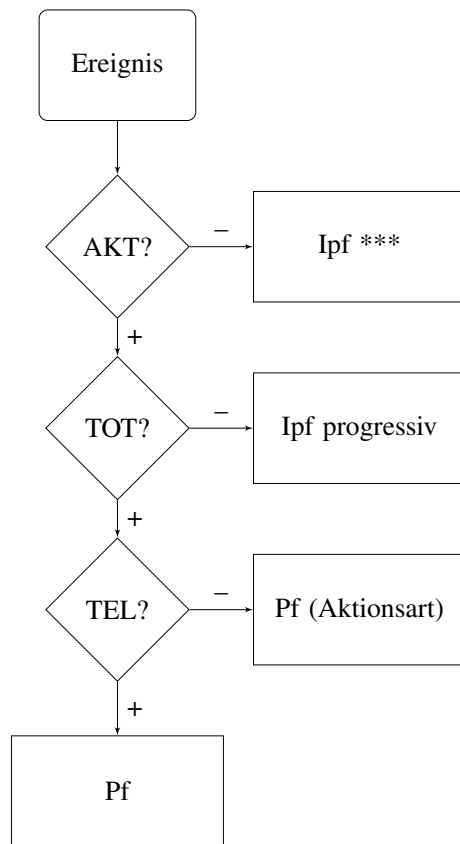 Ereignis
AKT?
–
Ipf ***
+
TOT?
–
Ipf progressiv
+
TEL?
–
Pf (Aktionsart)
+
Pf